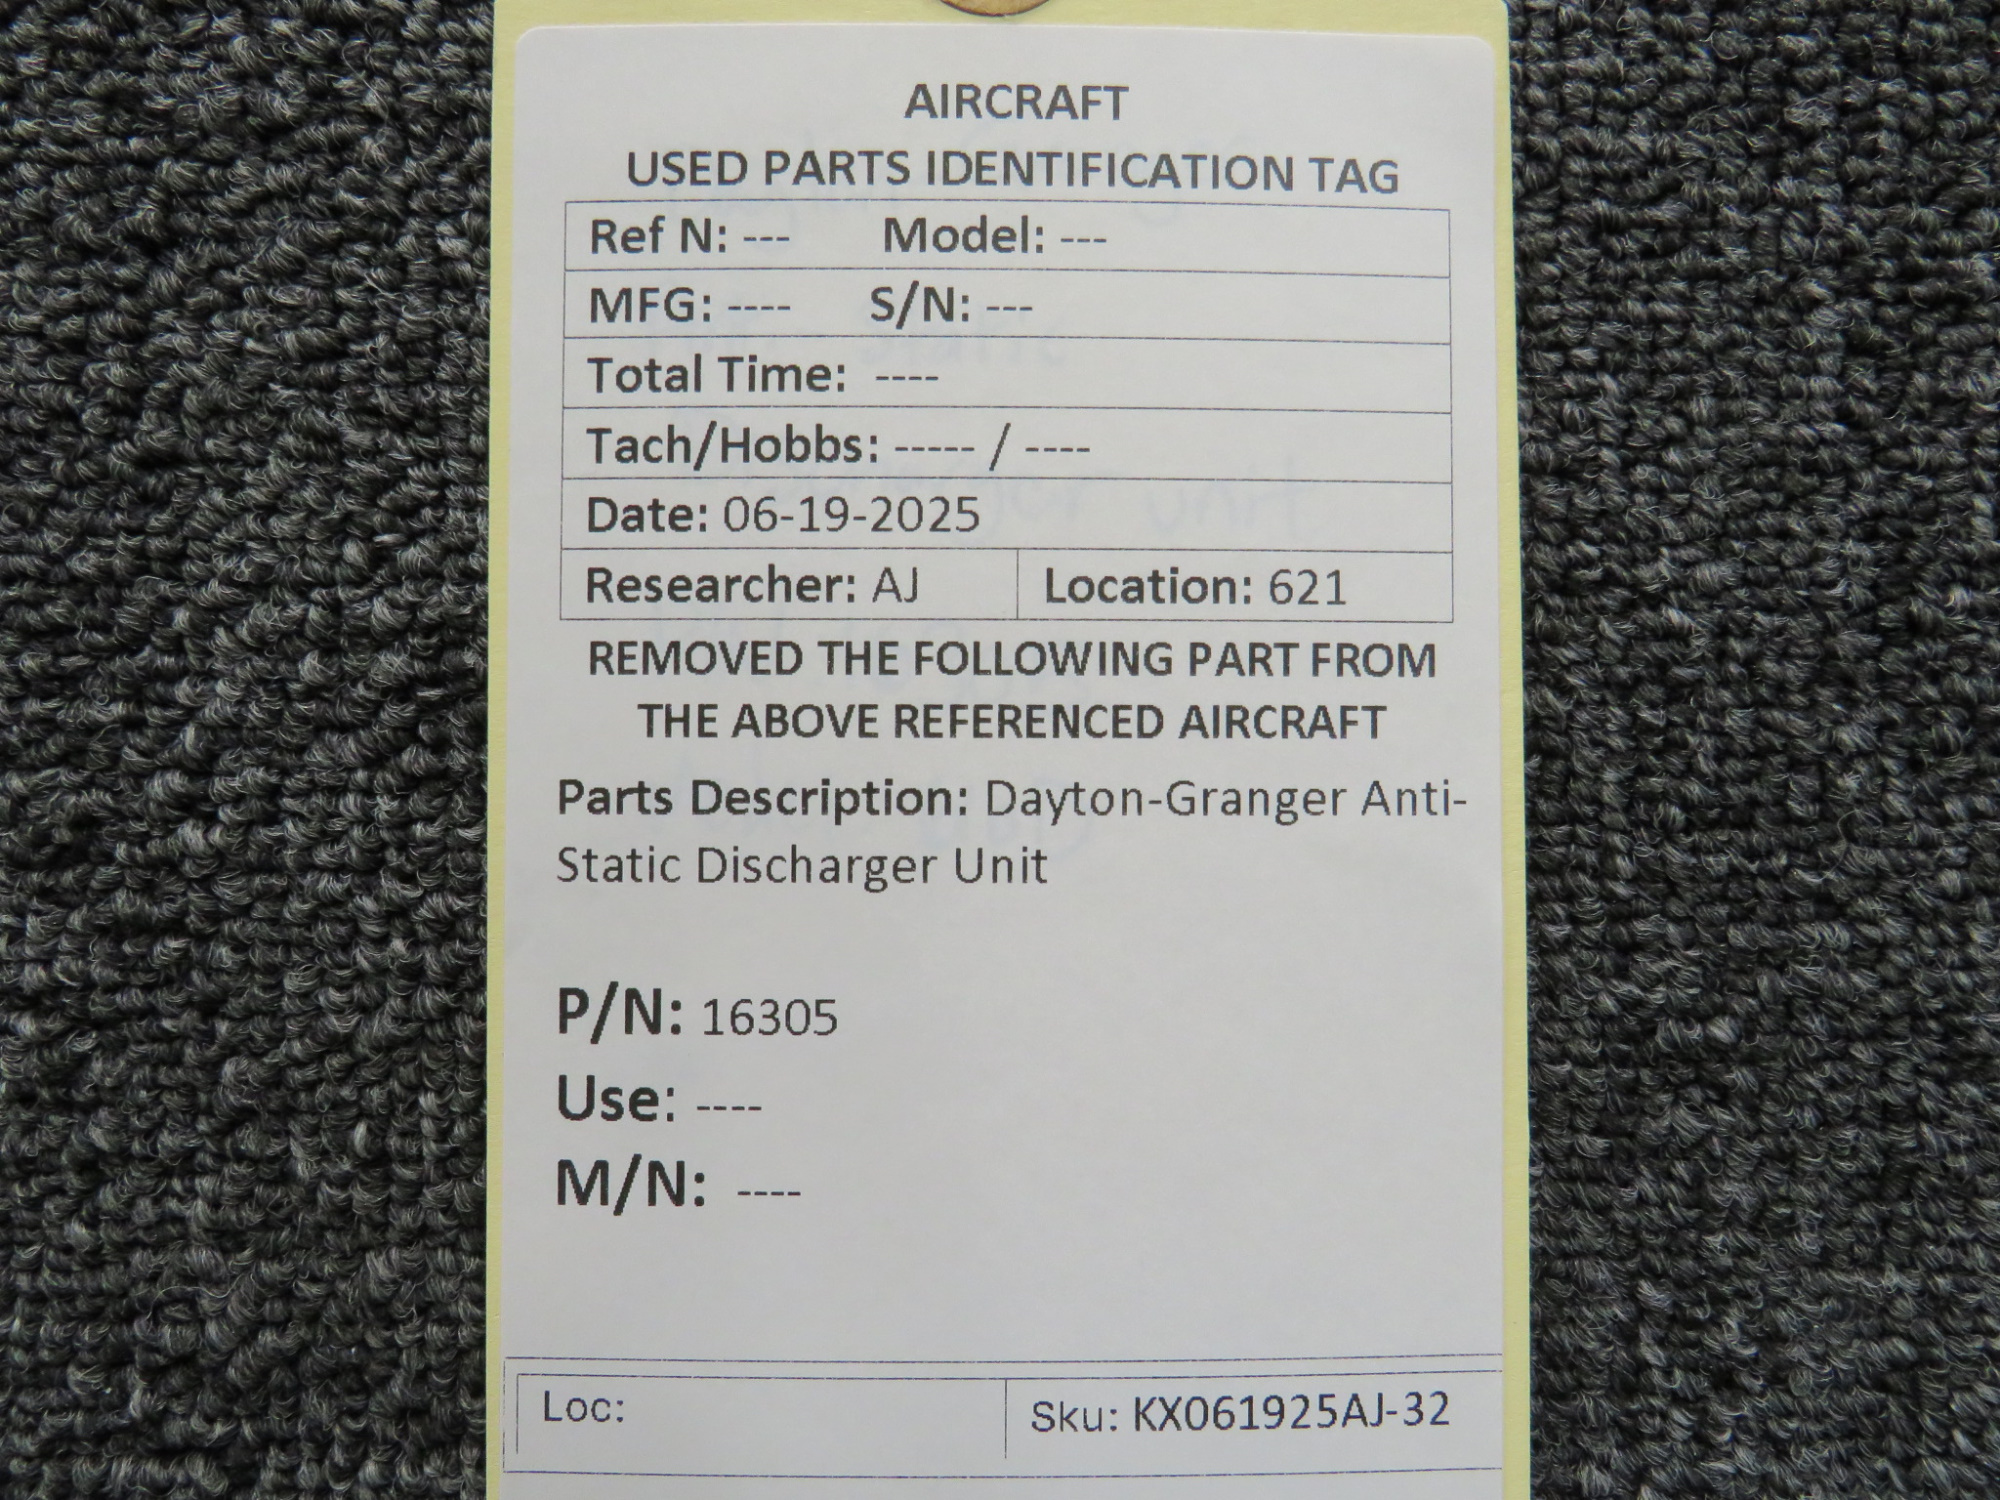 AIRCRAFT
USED PARTS IDENTIFICATION TAG
Ref N: --- Model: ---
MFG: ---- S/N: ---
Total Time: ----
Tach/Hobbs: ----- / ----
Date: 06-19-2025
Researcher: AJ Location: 621
REMOVED THE FOLLOWING PART FROM
THE ABOVE REFERENCED AIRCRAFT
Parts Description: Dayton-Granger Anti-
Static Discharger Unit
P/N: 16305
Use: ----
M/N: ----
Loc: Sku: KX061925AJ-32